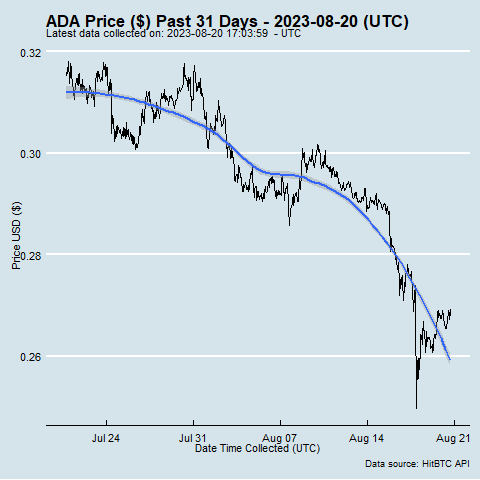 ADA Price ($) Past 31 Days - 2023-08-20 (UTC)
Latest data collected on: 2023-08-20 17:03:59 - UTC
0.32
0.30
0.28
0.26
Price USD ($)
Jul 24
Jul 31
Aug 07
Aug 14
Aug 21
Date Time Collected (UTC)
Data source: HitBTC API